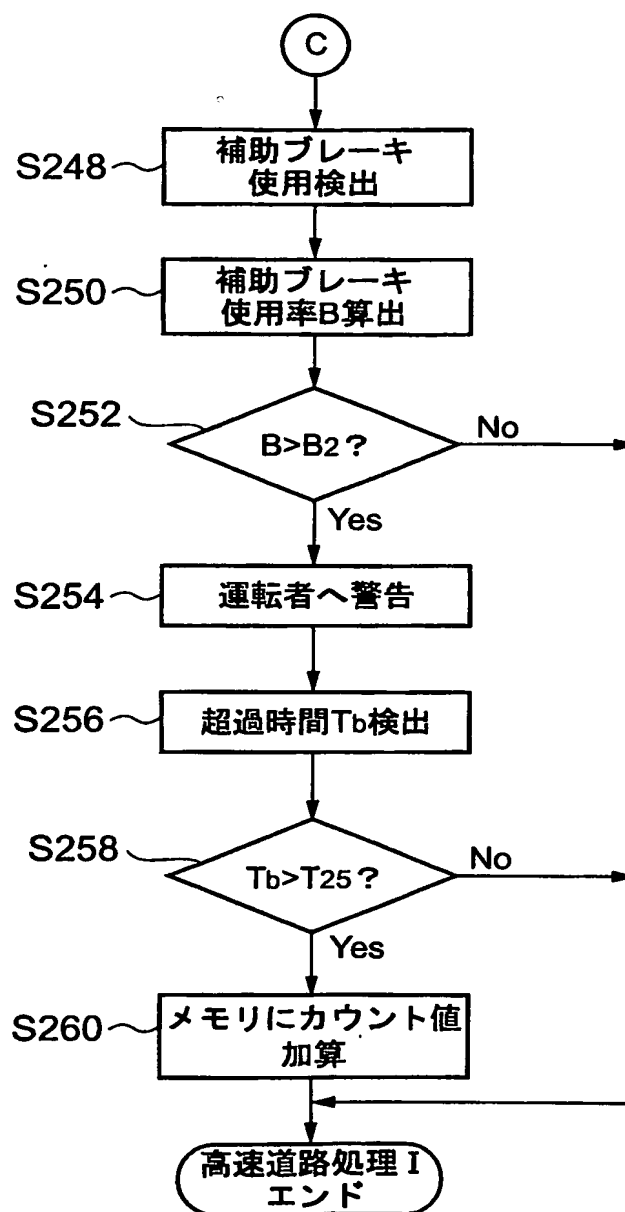 C
S248
補助ブレーキ
使用検出
S250
補助ブレーキ
使用率B算出
S252
B>B2?
No
Yes
S254
運転者へ警告
S256
超過時間Tb検出
S258
Tb>T25?
No
Yes
S260
メモリにカウント値
加算
高速道路処理Ⅰ
エンド